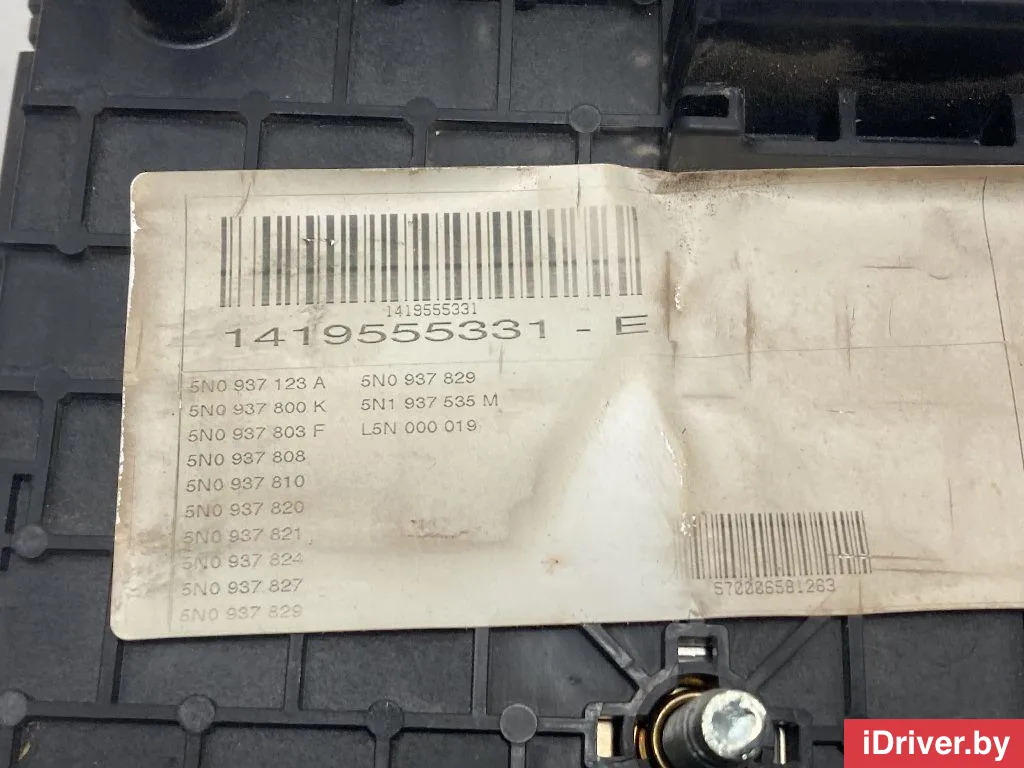 1419555331
1419555331 - E
5N0 937 123 A 5N0 937 829
5N0 937 800 K 5N1 937 535 M
5N0 937 803 F L5N 000 019
5N0 937 808
5N0 937 810
5N0 937 820
5N0 937 821
5N0 937 824
5N0 937 827
5N0 937 829
570006581263
iDriver.by